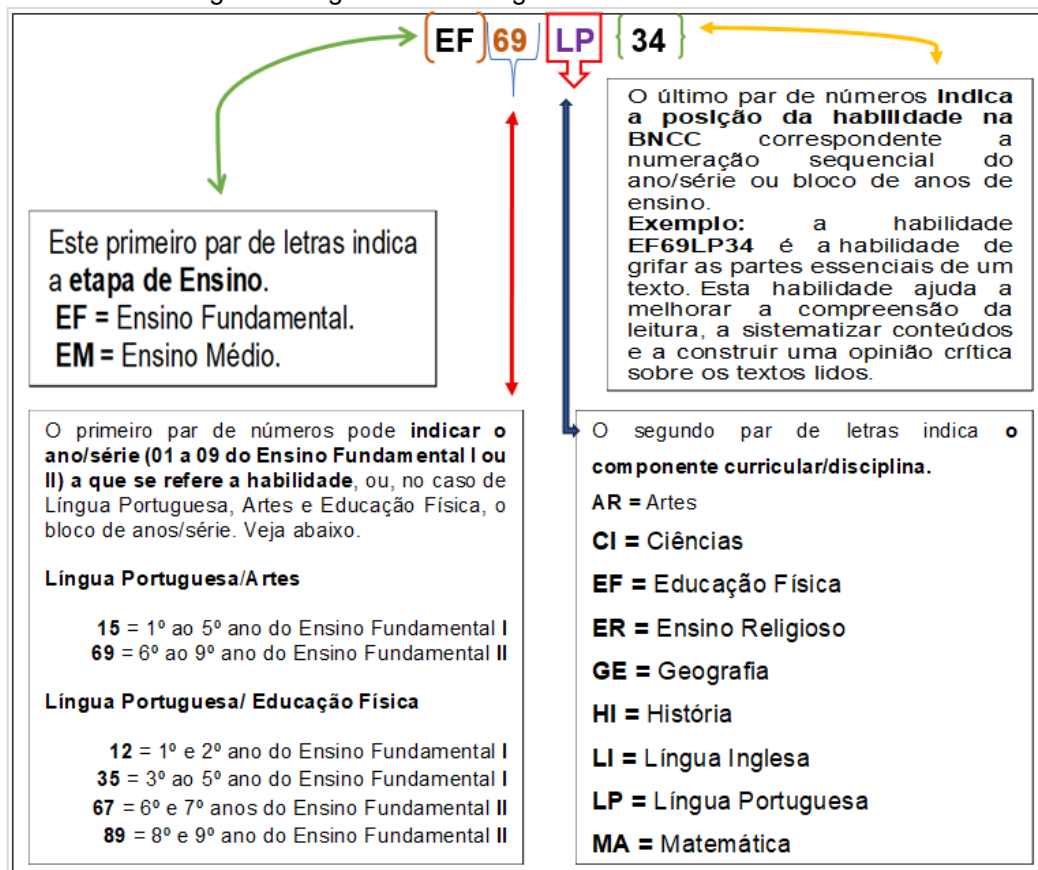 EF 69 LP 34
Este primeiro par de letras indica
a etapa de Ensino.
EF = Ensino Fundamental.
EM = Ensino Médio.
O último par de números indica
a posição da habilidade na
BNCC correspondente a
numeração sequencial do
ano/série ou bloco de anos de
ensino.
Exemplo: a habilidade
EF69LP34 é a habilidade de
grifar as partes essenciais de um
texto. Esta habilidade ajuda a
melhorar a compreensão da
leitura, a sistematizar conteúdos
e a construir uma opinião crítica
sobre os textos lidos.
O primeiro par de números pode indicar o
ano/série (01 a 09 do Ensino Fundamental I ou
II) a que se refere a habilidade, ou, no caso de
Língua Portuguesa, Artes e Educação Física, o
bloco de anos/série. Veja abaixo.
Língua Portuguesa/Artes
15 = 1º ao 5º ano do Ensino Fundamental I
69 = 6º ao 9º ano do Ensino Fundamental II
Língua Portuguesa/ Educação Física
12 = 1º e 2º ano do Ensino Fundamental I
35 = 3º ao 5º ano do Ensino Fundamental I
67 = 6º e 7º anos do Ensino Fundamental II
89 = 8º e 9º ano do Ensino Fundamental II
O segundo par de letras indica o
componente curricular/disciplina.
AR = Artes
CI = Ciências
EF = Educação Física
ER = Ensino Religioso
GE = Geografia
HI = História
LI = Língua Inglesa
LP = Língua Portuguesa
MA = Matemática